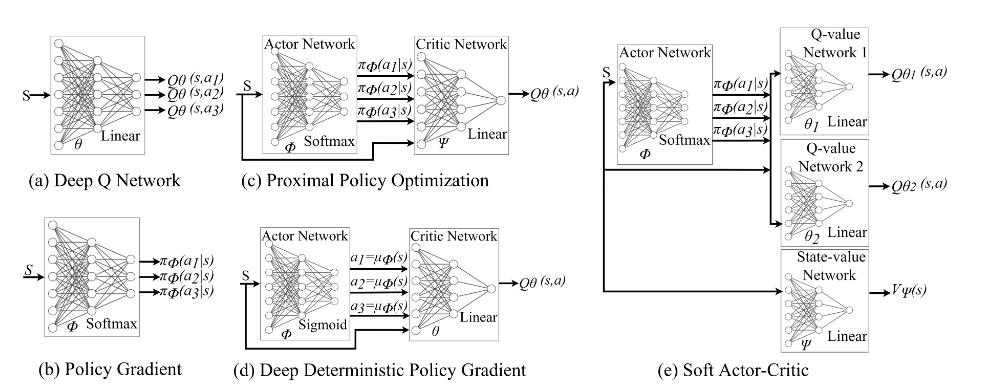 S
Qθ (s,a1)
Qθ (s,a2)
Qθ (s,a3)
θ
Linear
(a) Deep Q Network
S
πΦ(a1|s)
πΦ(a2|s)
πΦ(a3|s)
Φ
Softmax
(b) Policy Gradient
Actor Network
Critic Network
S
πΦ(a1|s)
πΦ(a2|s)
πΦ(a3|s)
Φ
Softmax
Ψ
Linear
Qθ (s,a)
(c) Proximal Policy Optimization
Actor Network
Critic Network
S
a1=μΦ(s)
a2=μΦ(s)
a3=μΦ(s)
Φ
Sigmoid
θ
Linear
Qθ (s,a)
(d) Deep Deterministic Policy Gradient
S
Actor Network
πΦ(a1|s)
πΦ(a2|s)
πΦ(a3|s)
Φ
Softmax
Q-value
Network 1
θ1
Linear
Qθ1 (s,a)
Q-value
Network 2
θ2
Linear
Qθ2 (s,a)
State-value
Network
Ψ
Linear
VΨ(s)
(e) Soft Actor-Critic